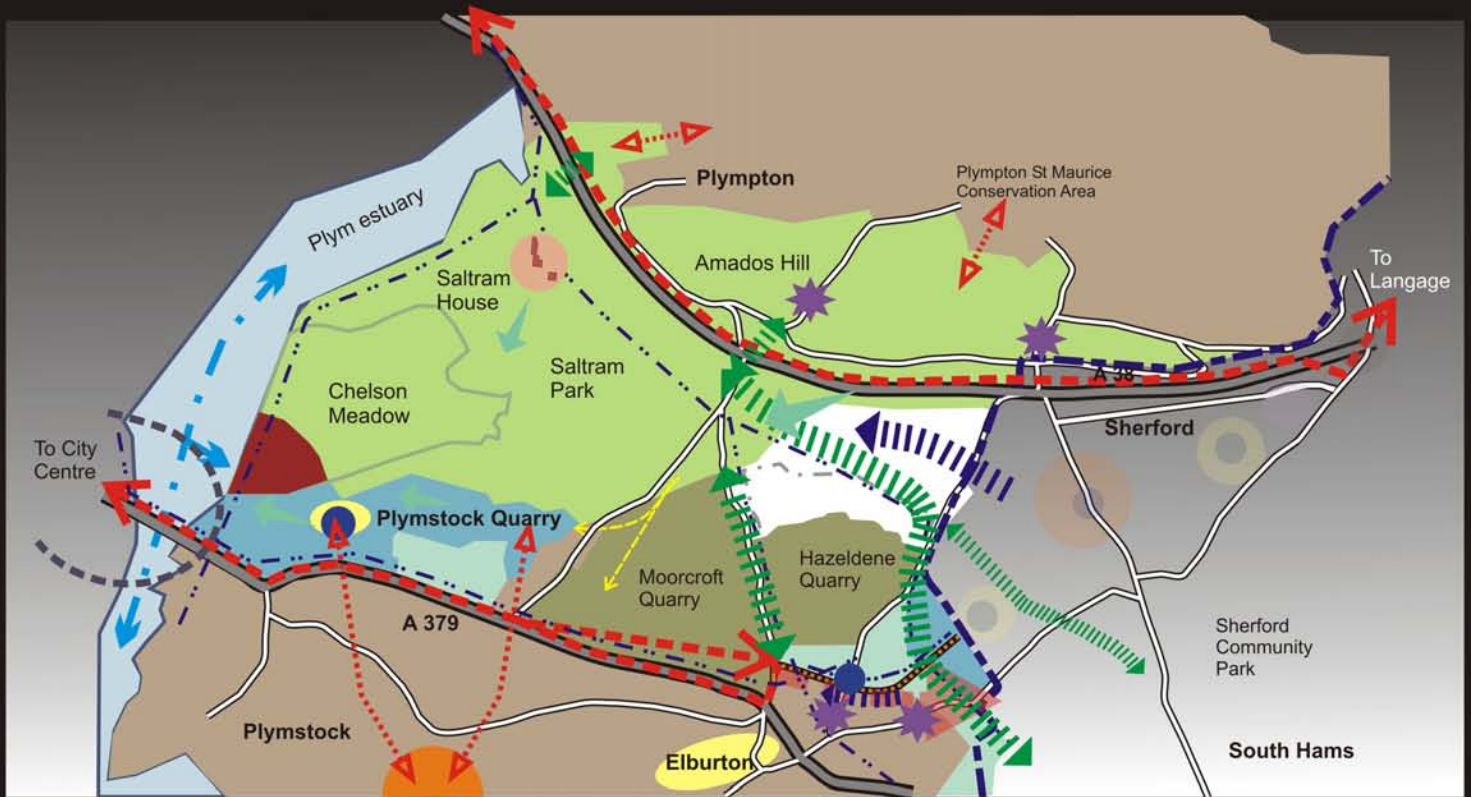 Plym estuary
Plympton
Plympton St Maurice
Conservation Area
Amados Hill
To
Langage
Saltram
House
Saltram
Park
Chelson
Meadow
A 38
Sherford
To City
Centre
Plymstock Quarry
Hazeldene
Quarry
Moorcroft
Quarry
A 379
Sherford
Community
Park
Plymstock
Elburton
South Hams